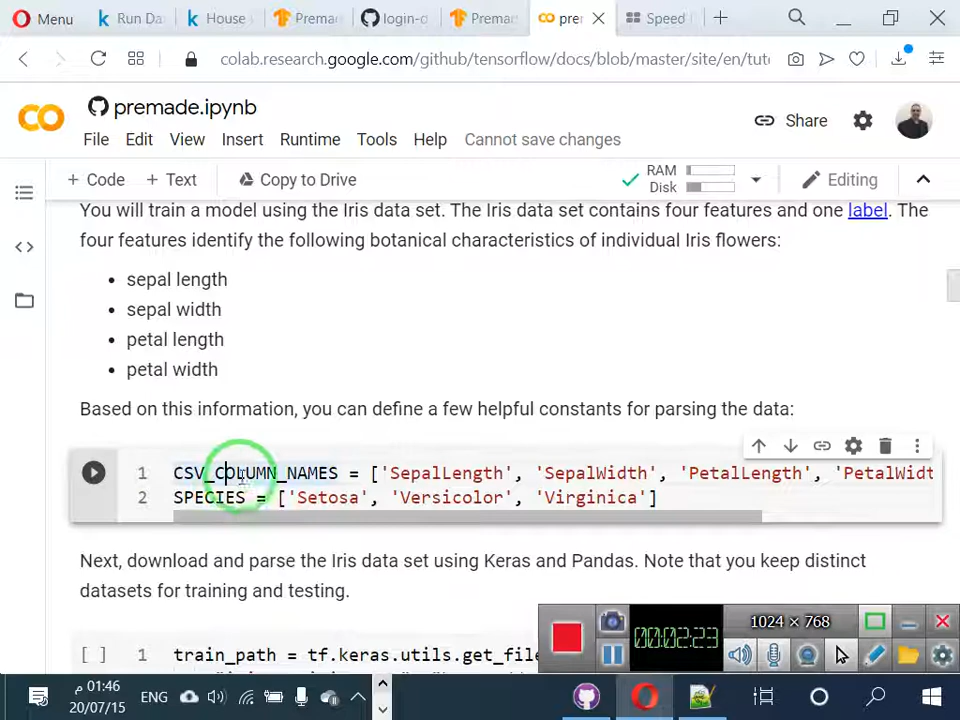 Menu
Run Da
House
Premad
login-d
Premad
pre
Speed
colab.research.google.com/github/tensorflow/docs/blob/master/site/en/tuto
premade.ipynb
Share
File Edit View Insert Runtime Tools Help Cannot save changes
+ Code + Text Copy to Drive
RAM
Disk
Editing
You will train a model using the Iris data set. The Iris data set contains four features and one label. The
four features identify the following botanical characteristics of individual Iris flowers:
• sepal length
• sepal width
• petal length
• petal width
Based on this information, you can define a few helpful constants for parsing the data:
1 CSV_COLUMN_NAMES = ['SepalLength', 'SepalWidth', 'PetalLength', 'PetalWidt
2 SPECIES = ['Setosa', 'Versicolor', 'Virginica']
Next, download and parse the Iris data set using Keras and Pandas. Note that you keep distinct
datasets for training and testing.
[ ] 1 train_path = tf.keras.utils.get_file
00:02:23
1024 × 768
01:46 م
20/07/15
ENG